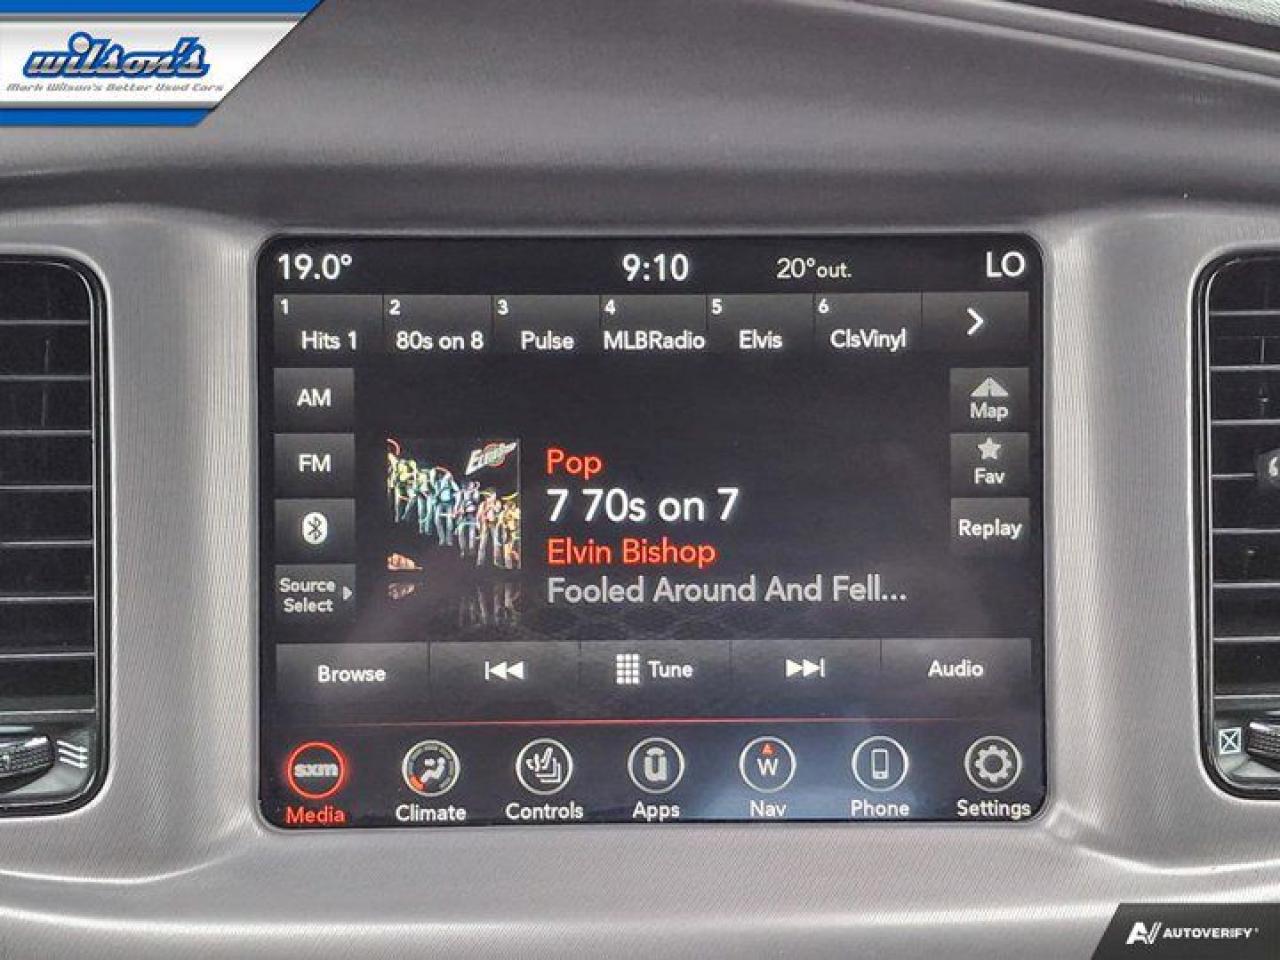 wilson's
Mark Wilson's Better Used Cars
19.0° 9:10 20°out. LO
1 2 3 4 5 6
Hits 1 80s on 8 Pulse MLBRadio Elvis ClsVinyl
AM
Map
FM
Fav
Pop
7 70s on 7
Replay
Elvin Bishop
Source
Select
Fooled Around And Fell...
Browse Tune Audio
sxm
û
W
Media Climate Controls Apps Nav Phone Settings
AUTOVERIFY